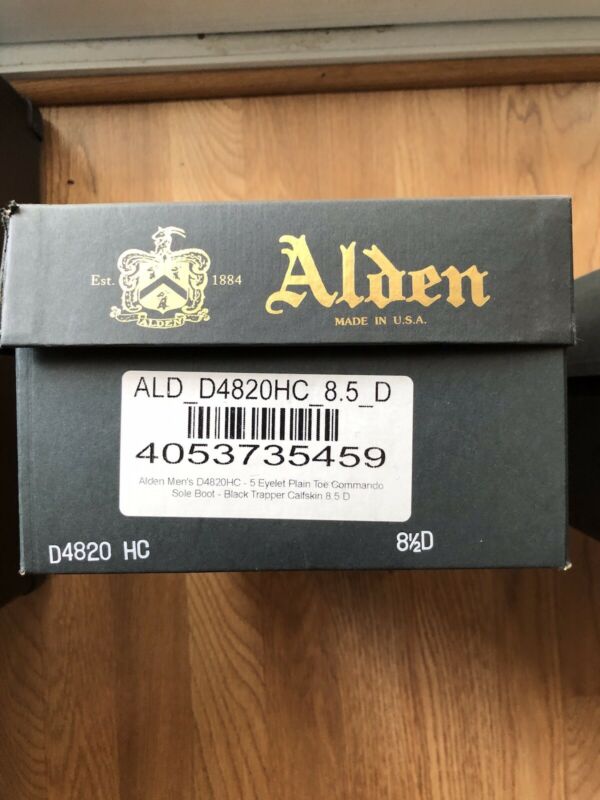 Est. 1884
ALDEN
Alden
MADE IN U.S.A.
ALD_D4820HC_8.5_D
4053735459
Alden Men's D4820HC - 5 Eyelet Plain Toe Commando
Sole Boot - Black Trapper Calfskin 8.5 D
D4820 HC 8½D